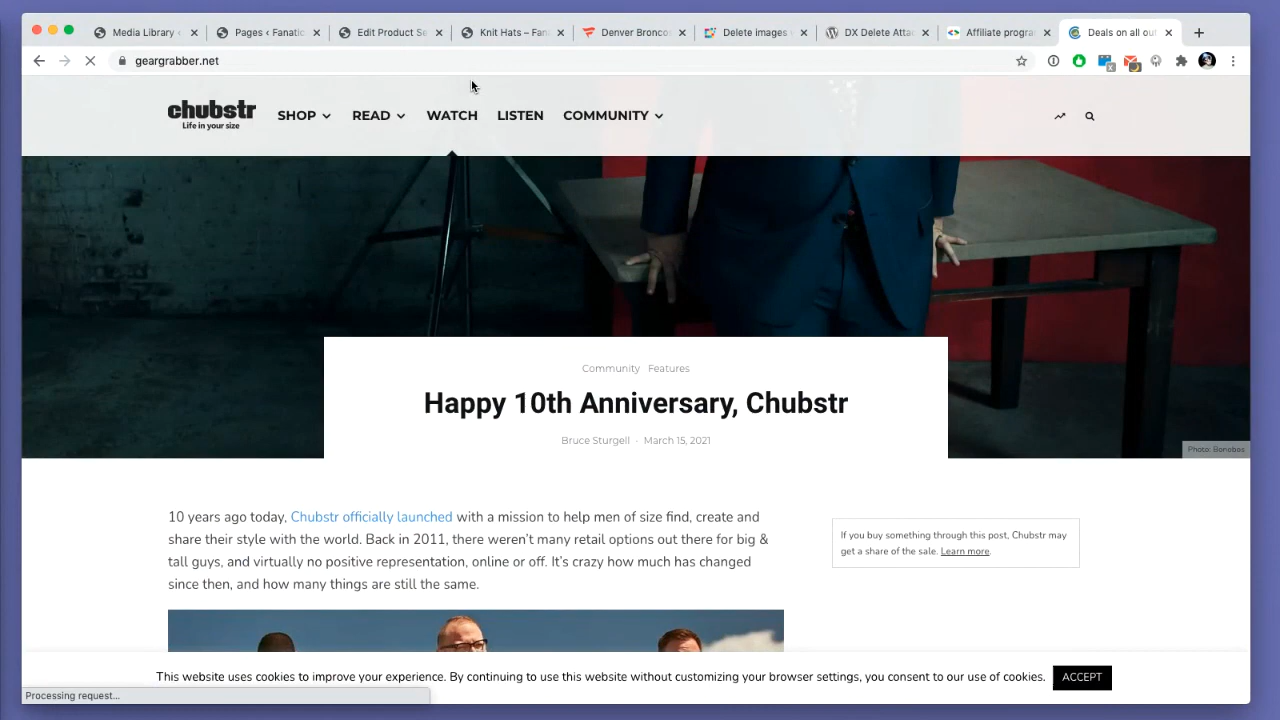 Media Library ‹
Pages ‹ Fanatic
Edit Product Se
Knit Hats – Fan
Denver Bronco
Delete images v
DX Delete Attac
Affiliate progra
Deals on all out
geargrabber.net
chubstr
Life in your size
SHOP
READ
WATCH
LISTEN
COMMUNITY
Photo: Bonobos
Community Features
Happy 10th Anniversary, Chubstr
Bruce Sturgell · March 15, 2021
10 years ago today, Chubstr officially launched with a mission to help men of size find, create and
share their style with the world. Back in 2011, there weren’t many retail options out there for big &
tall guys, and virtually no positive representation, online or off. It’s crazy how much has changed
since then, and how many things are still the same.
If you buy something through this post, Chubstr may
get a share of the sale. Learn more.
This website uses cookies to improve your experience. By continuing to use this website without customizing your browser settings, you consent to our use of cookies.
ACCEPT
Processing request...